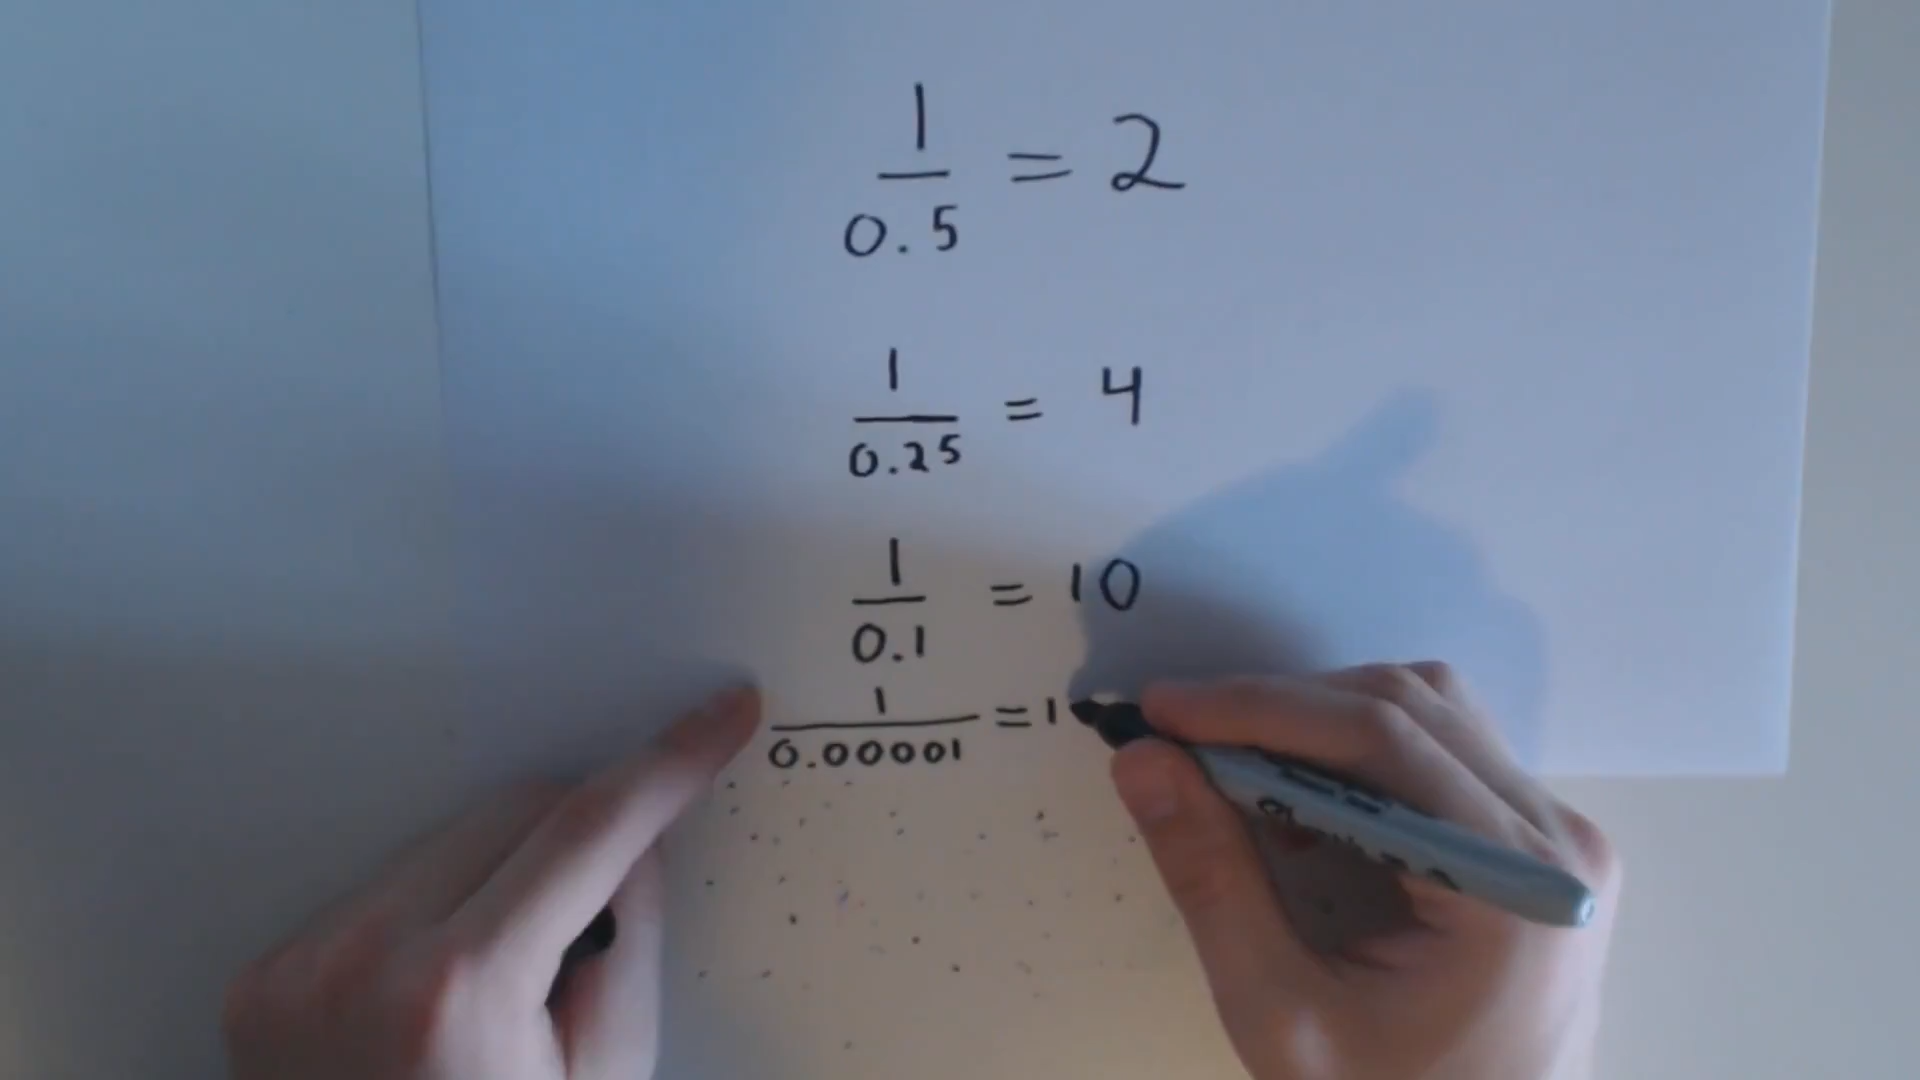 1
— = 2
0.5
1
— = 4
0.25
1
— = 10
0.1
1
— = 1
0.00001